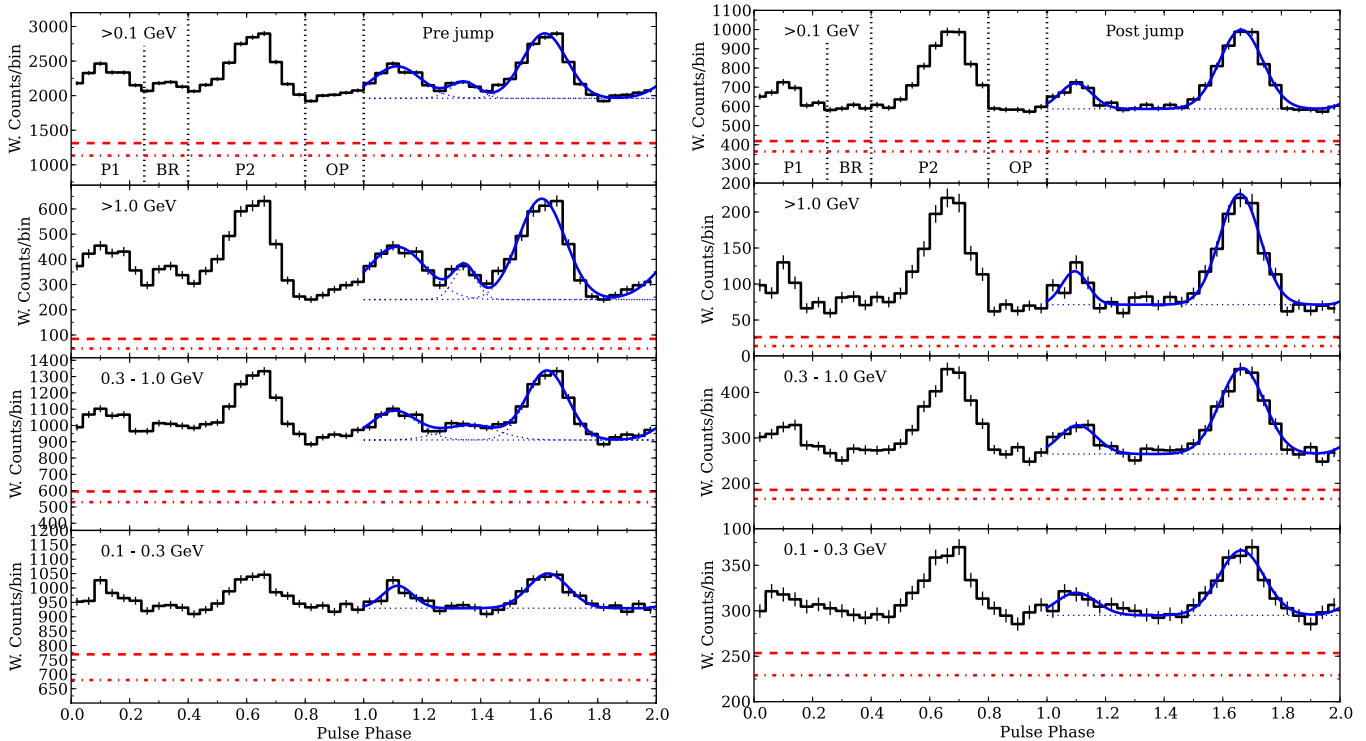 >0.1 GeV
Pre jump
W. Counts/bin
3000
2500
2000
1500
1000
P1
BR
P2
OP
>1.0 GeV
W. Counts/bin
600
500
400
300
200
100
0.3 - 1.0 GeV
W. Counts/bin
1400
1300
1200
1100
1000
900
800
700
600
500
400
0.1 - 0.3 GeV
W. Counts/bin
1200
1150
1100
1050
1000
950
900
850
800
750
700
650
0.0 0.2 0.4 0.6 0.8 1.0 1.2 1.4 1.6 1.8 2.0
Pulse Phase
>0.1 GeV
Post jump
W. Counts/bin
1100
1000
900
800
700
600
500
400
300
200
P1
BR
P2
OP
>1.0 GeV
W. Counts/bin
200
150
100
50
0
0.3 - 1.0 GeV
W. Counts/bin
400
300
200
100
0.1 - 0.3 GeV
W. Counts/bin
350
300
250
200
0.0 0.2 0.4 0.6 0.8 1.0 1.2 1.4 1.6 1.8 2.0
Pulse Phase